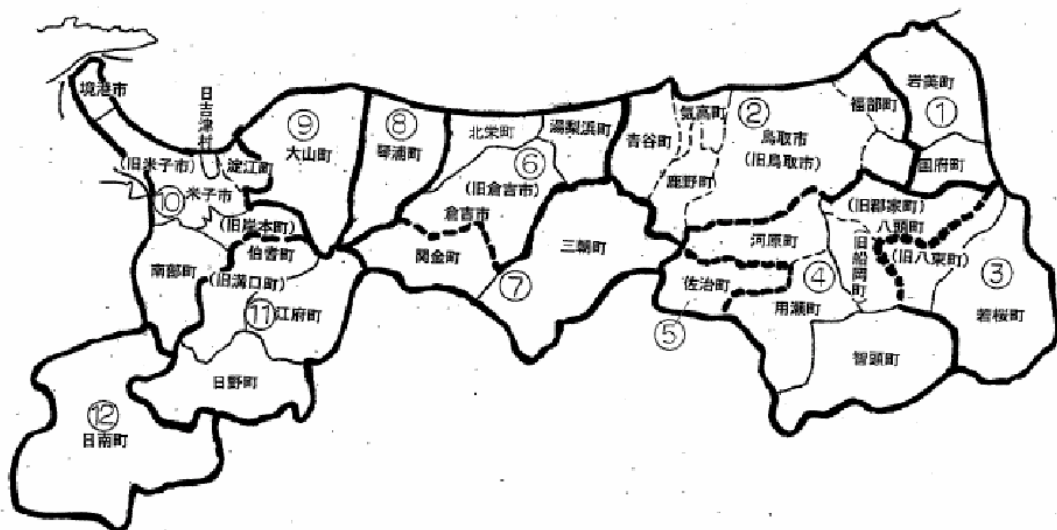 境港市
日吉津村
(旧米子市)
淀江町
米子市
⑩
⑨
大山町
⑧
琴浦町
北栄町
湯梨浜町
⑥
(旧倉吉市)
倉吉市
関金町
三朝町
⑦
青谷町
気高町
鹿野町
②
鳥取市
(旧鳥取市)
福部町
岩美町
①
国府町
(旧郡家町)
八頭町
(旧八東町)
旧船岡町
③
若桜町
河原町
④
用瀬町
佐治町
⑤
智頭町
(旧岸本町)
伯耆町
(旧溝口町)
南部町
⑪
江府町
日野町
⑫
日南町